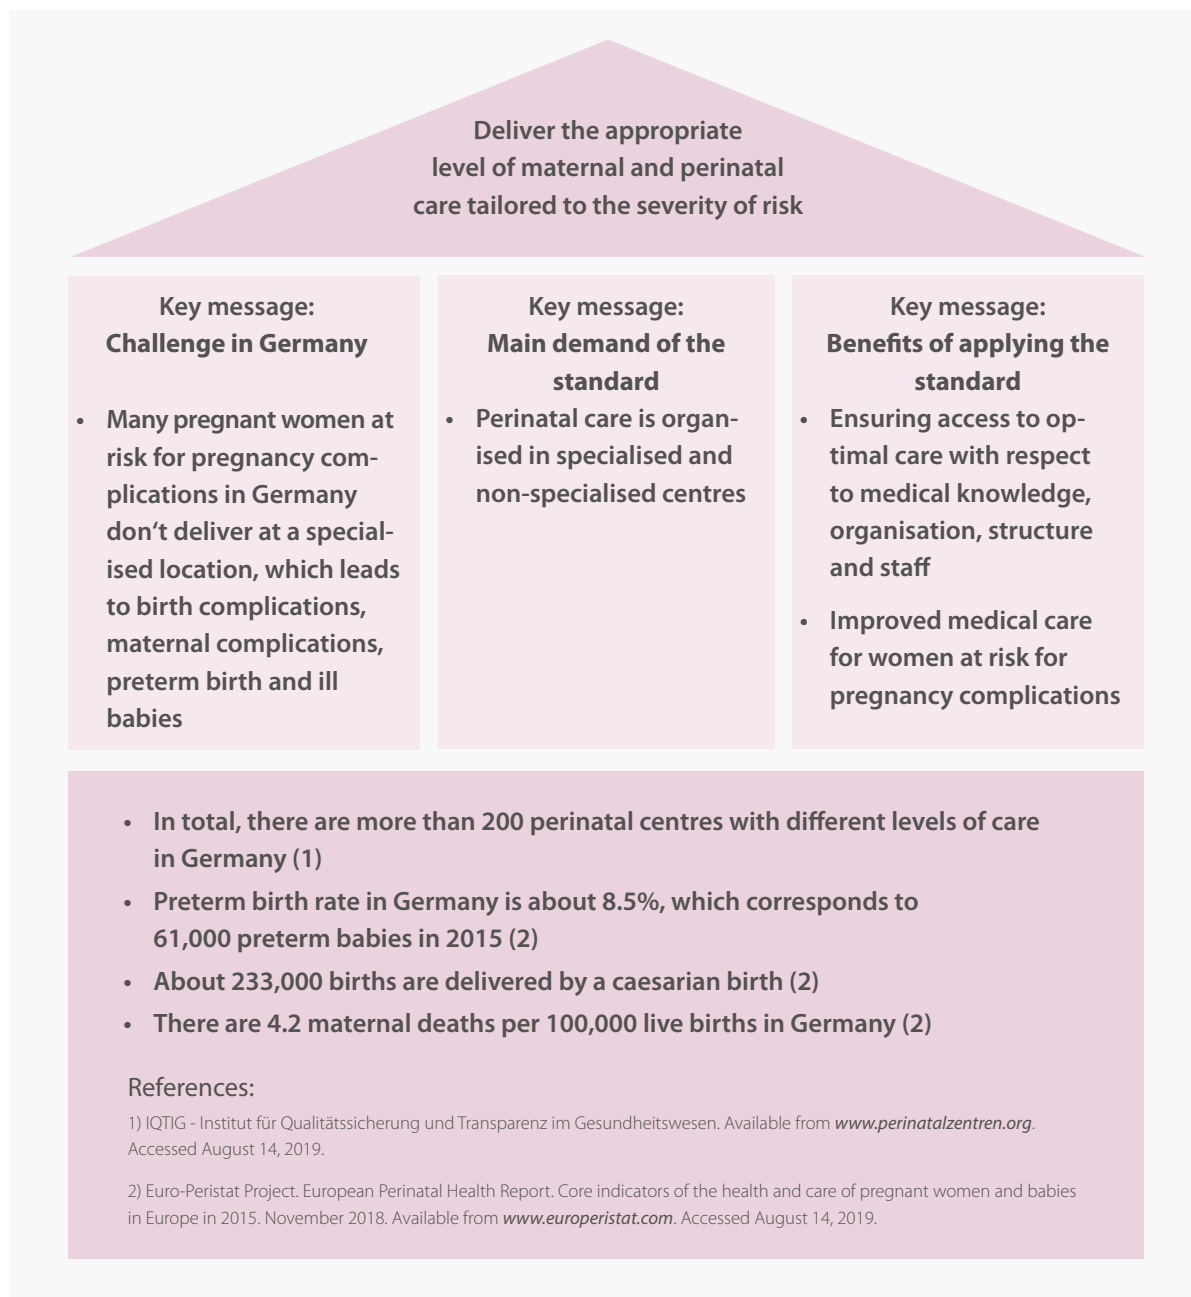 Deliver the appropriate
level of maternal and perinatal
care tailored to the severity of risk
Key message:
Challenge in Germany
• Many pregnant women at
risk for pregnancy com-
plications in Germany
don‘t deliver at a special-
ised location, which leads
to birth complications,
maternal complications,
preterm birth and ill
babies
Key message:
Main demand of the
standard
• Perinatal care is organ-
ised in specialised and
non-specialised centres
Key message:
Benefits of applying the
standard
• Ensuring access to op-
timal care with respect
to medical knowledge,
organisation, structure
and staff
• Improved medical care
for women at risk for
pregnancy complications
• In total, there are more than 200 perinatal centres with different levels of care
in Germany (1)
• Preterm birth rate in Germany is about 8.5%, which corresponds to
61,000 preterm babies in 2015 (2)
• About 233,000 births are delivered by a caesarian birth (2)
• There are 4.2 maternal deaths per 100,000 live births in Germany (2)
References:
1) IQTIG - Institut für Qualitätssicherung und Transparenz im Gesundheitswesen. Available from www.perinatalzentren.org.
Accessed August 14, 2019.
2) Euro-Peristat Project. European Perinatal Health Report. Core indicators of the health and care of pregnant women and babies
in Europe in 2015. November 2018. Available from www.europeristat.com. Accessed August 14, 2019.